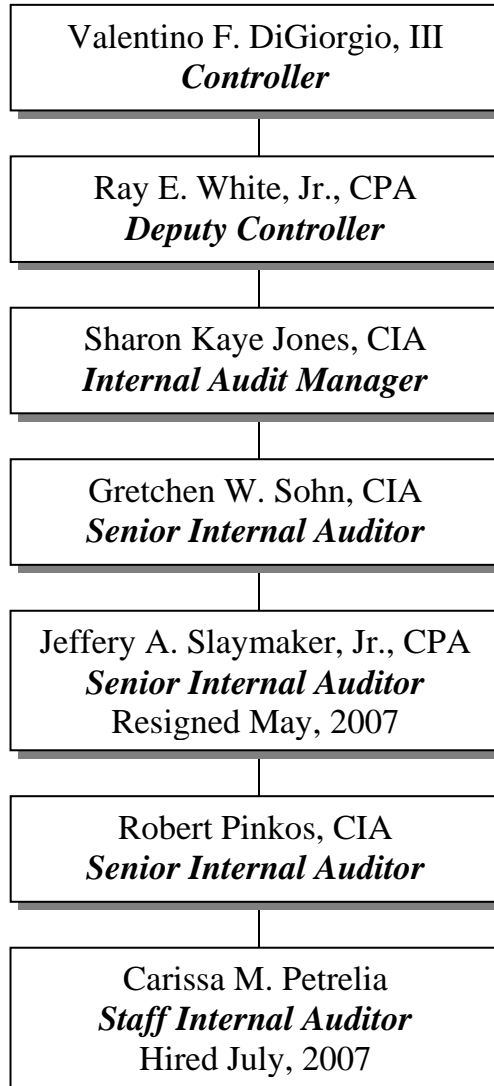 Valentino F. DiGiorgio, III
Controller
Ray E. White, Jr., CPA
Deputy Controller
Sharon Kaye Jones, CIA
Internal Audit Manager
Gretchen W. Sohn, CIA
Senior Internal Auditor
Jeffery A. Slaymaker, Jr., CPA
Senior Internal Auditor
Resigned May, 2007
Robert Pinkos, CIA
Senior Internal Auditor
Carissa M. Petrelia
Staff Internal Auditor
Hired July, 2007